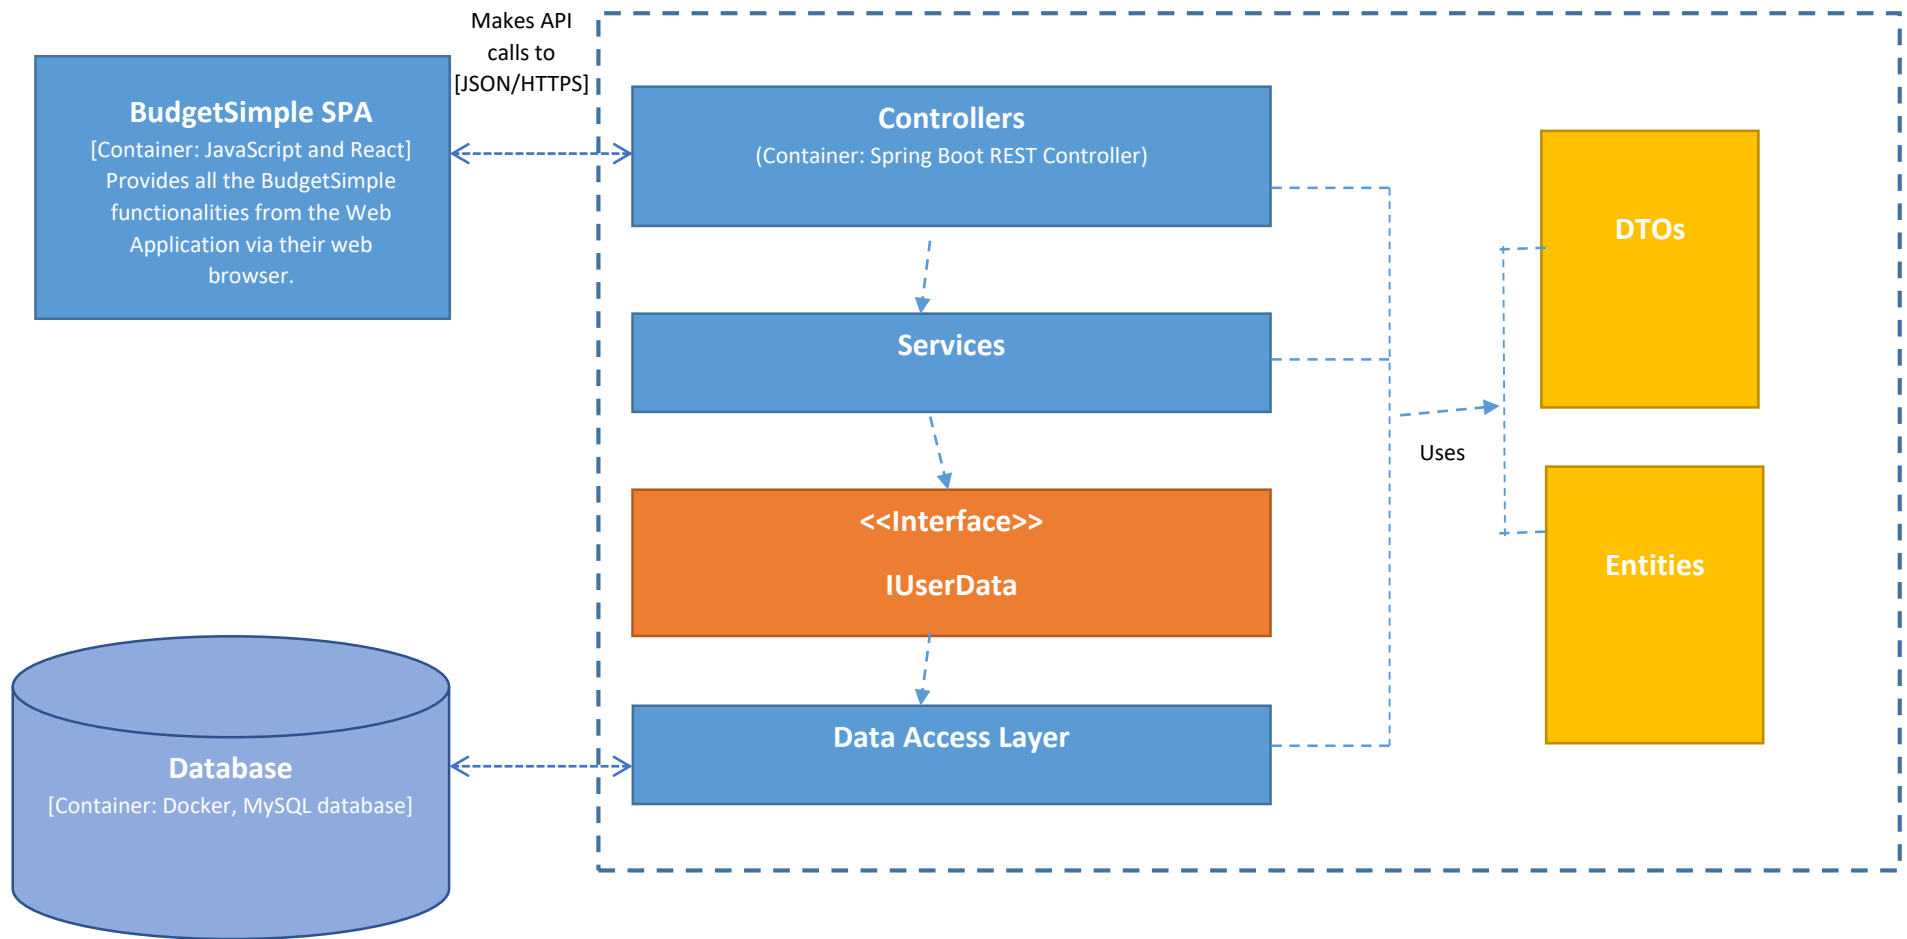 Makes API
calls to
[JSON/HTTPS]
BudgetSimple SPA
[Container: JavaScript and React]
Provides all the BudgetSimple
functionalities from the Web
Application via their web
browser.
Controllers
(Container: Spring Boot REST Controller)
DTOs
Services
Uses
<<Interface>>
IUserData
Entities
Data Access Layer
Database
[Container: Docker, MySQL database]